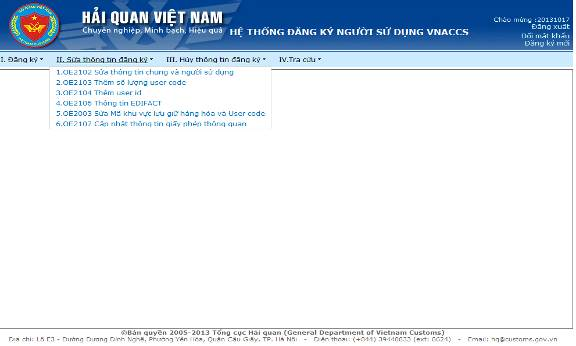 HẢI QUAN VIỆT NAM
Chuyên nghiệp, Minh bạch, Hiệu quả
HỆ THỐNG ĐĂNG KÝ NGƯỜI SỬ DỤNG VNACCS
Chào mừng :20131017
Đăng xuất
Đổi mật khẩu
Đăng ký mới
I. Đăng ký II. Sửa thông tin đăng ký III. Hủy thông tin đăng ký IV.Tra cứu
1.OE2102 Sửa thông tin chung và người sử dụng
2.OE2103 Thêm số lượng user code
3.OE2104 Thêm user id
4.OE2106 Thông tin EDIFACT
5.OE2003 Sửa Mã khu vực lưu giữ hàng hóa và User code
6.OE2102 Cập nhật thông tin giấy phép thông quan
©Bản quyền 2005-2013 Tổng cục Hải quan (General Department of Vietnam Customs)
Địa chỉ: Lô E3 - Đường Dương Đình Nghệ, Phường Yên Hòa, Quận Cầu Giấy, TP. Hà Nội - Điện thoại: (+844) 39440833 (ext: 8624) - Email: hq@customs.gov.vn